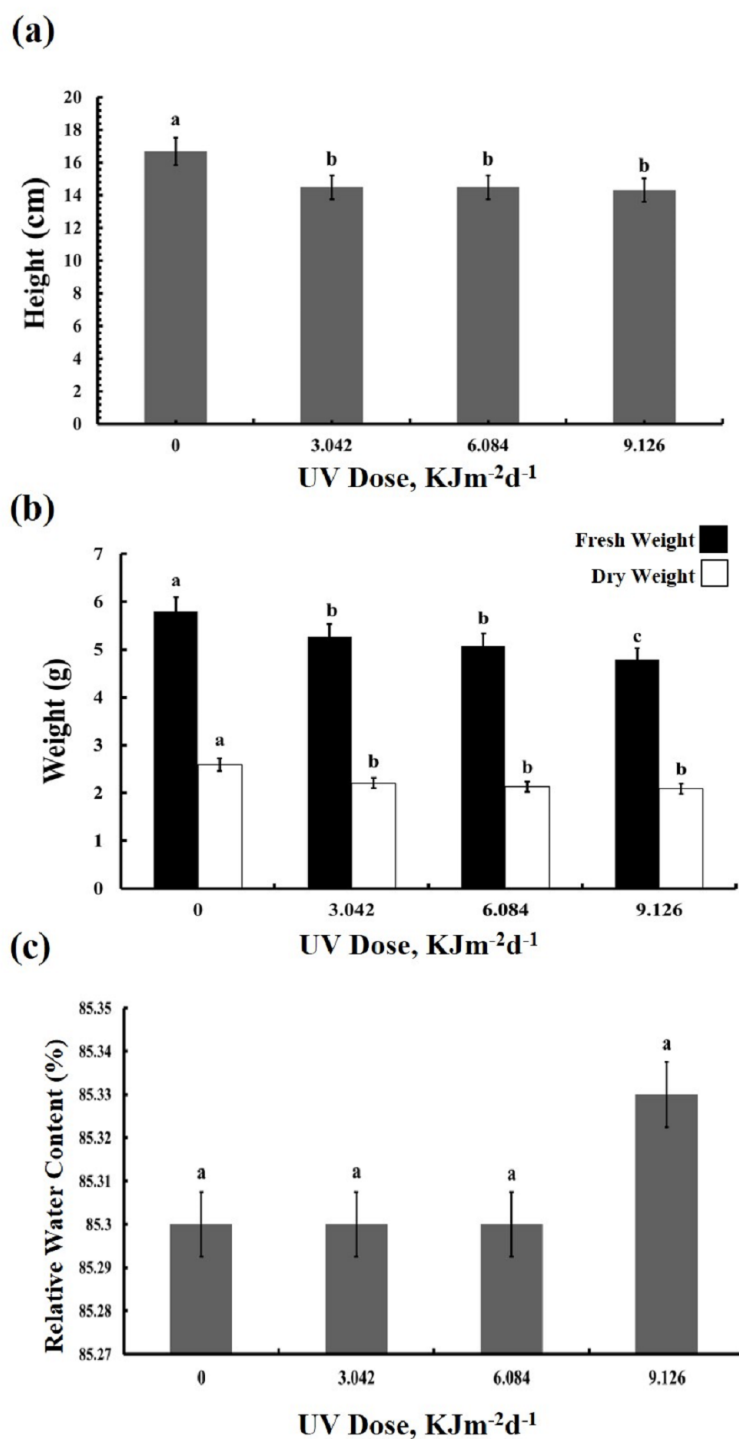 (a)
20
18
16
14
12
10
8
6
4
2
0
Height (cm)
a
b
b
b
0 3.042 6.084 9.126
UV Dose, KJm⁻²d⁻¹
(b)
Fresh Weight
Dry Weight
7
6
5
4
3
2
1
0
Weight (g)
a
a
b
b
b
b
c
b
0 3.042 6.084 9.126
UV Dose, KJm⁻²d⁻¹
(c)
85.35
85.34
85.33
85.32
85.31
85.3
85.29
85.28
85.27
Relative Water Content (%)
a
a
a
a
0 3.042 6.084 9.126
UV Dose, KJm⁻²d⁻¹